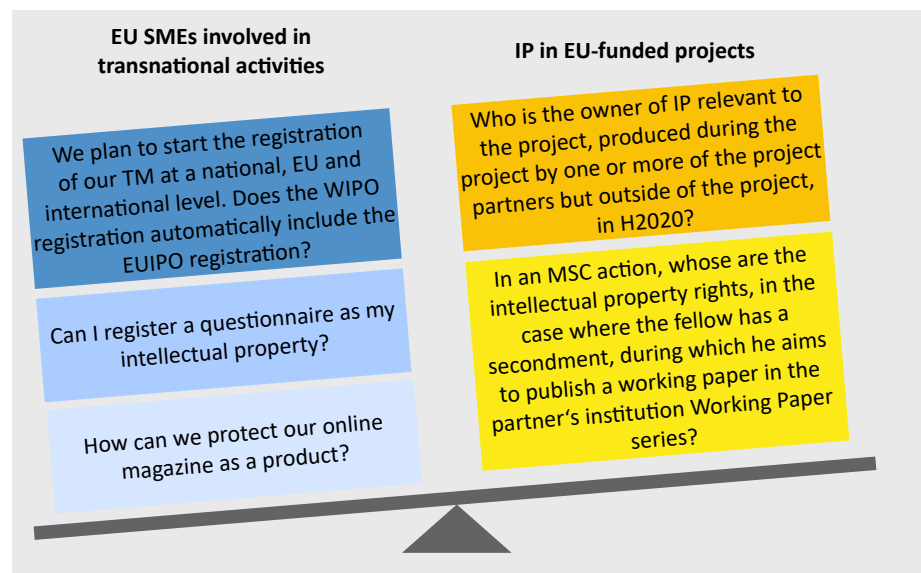 EU SMEs involved in
transnational activities
We plan to start the registration
of our TM at a national, EU and
international level. Does the WIPO
registration automatically include the
EUIPO registration?
Can I register a questionnaire as my
intellectual property?
How can we protect our online
magazine as a product?
IP in EU-funded projects
Who is the owner of IP relevant to
the project, produced during the
project by one or more of the project
partners but outside of the project,
in H2020?
In an MSC action, whose are the
intellectual property rights, in the
case where the fellow has a
secondment, during which he aims
to publish a working paper in the
partner‘s institution Working Paper
series?